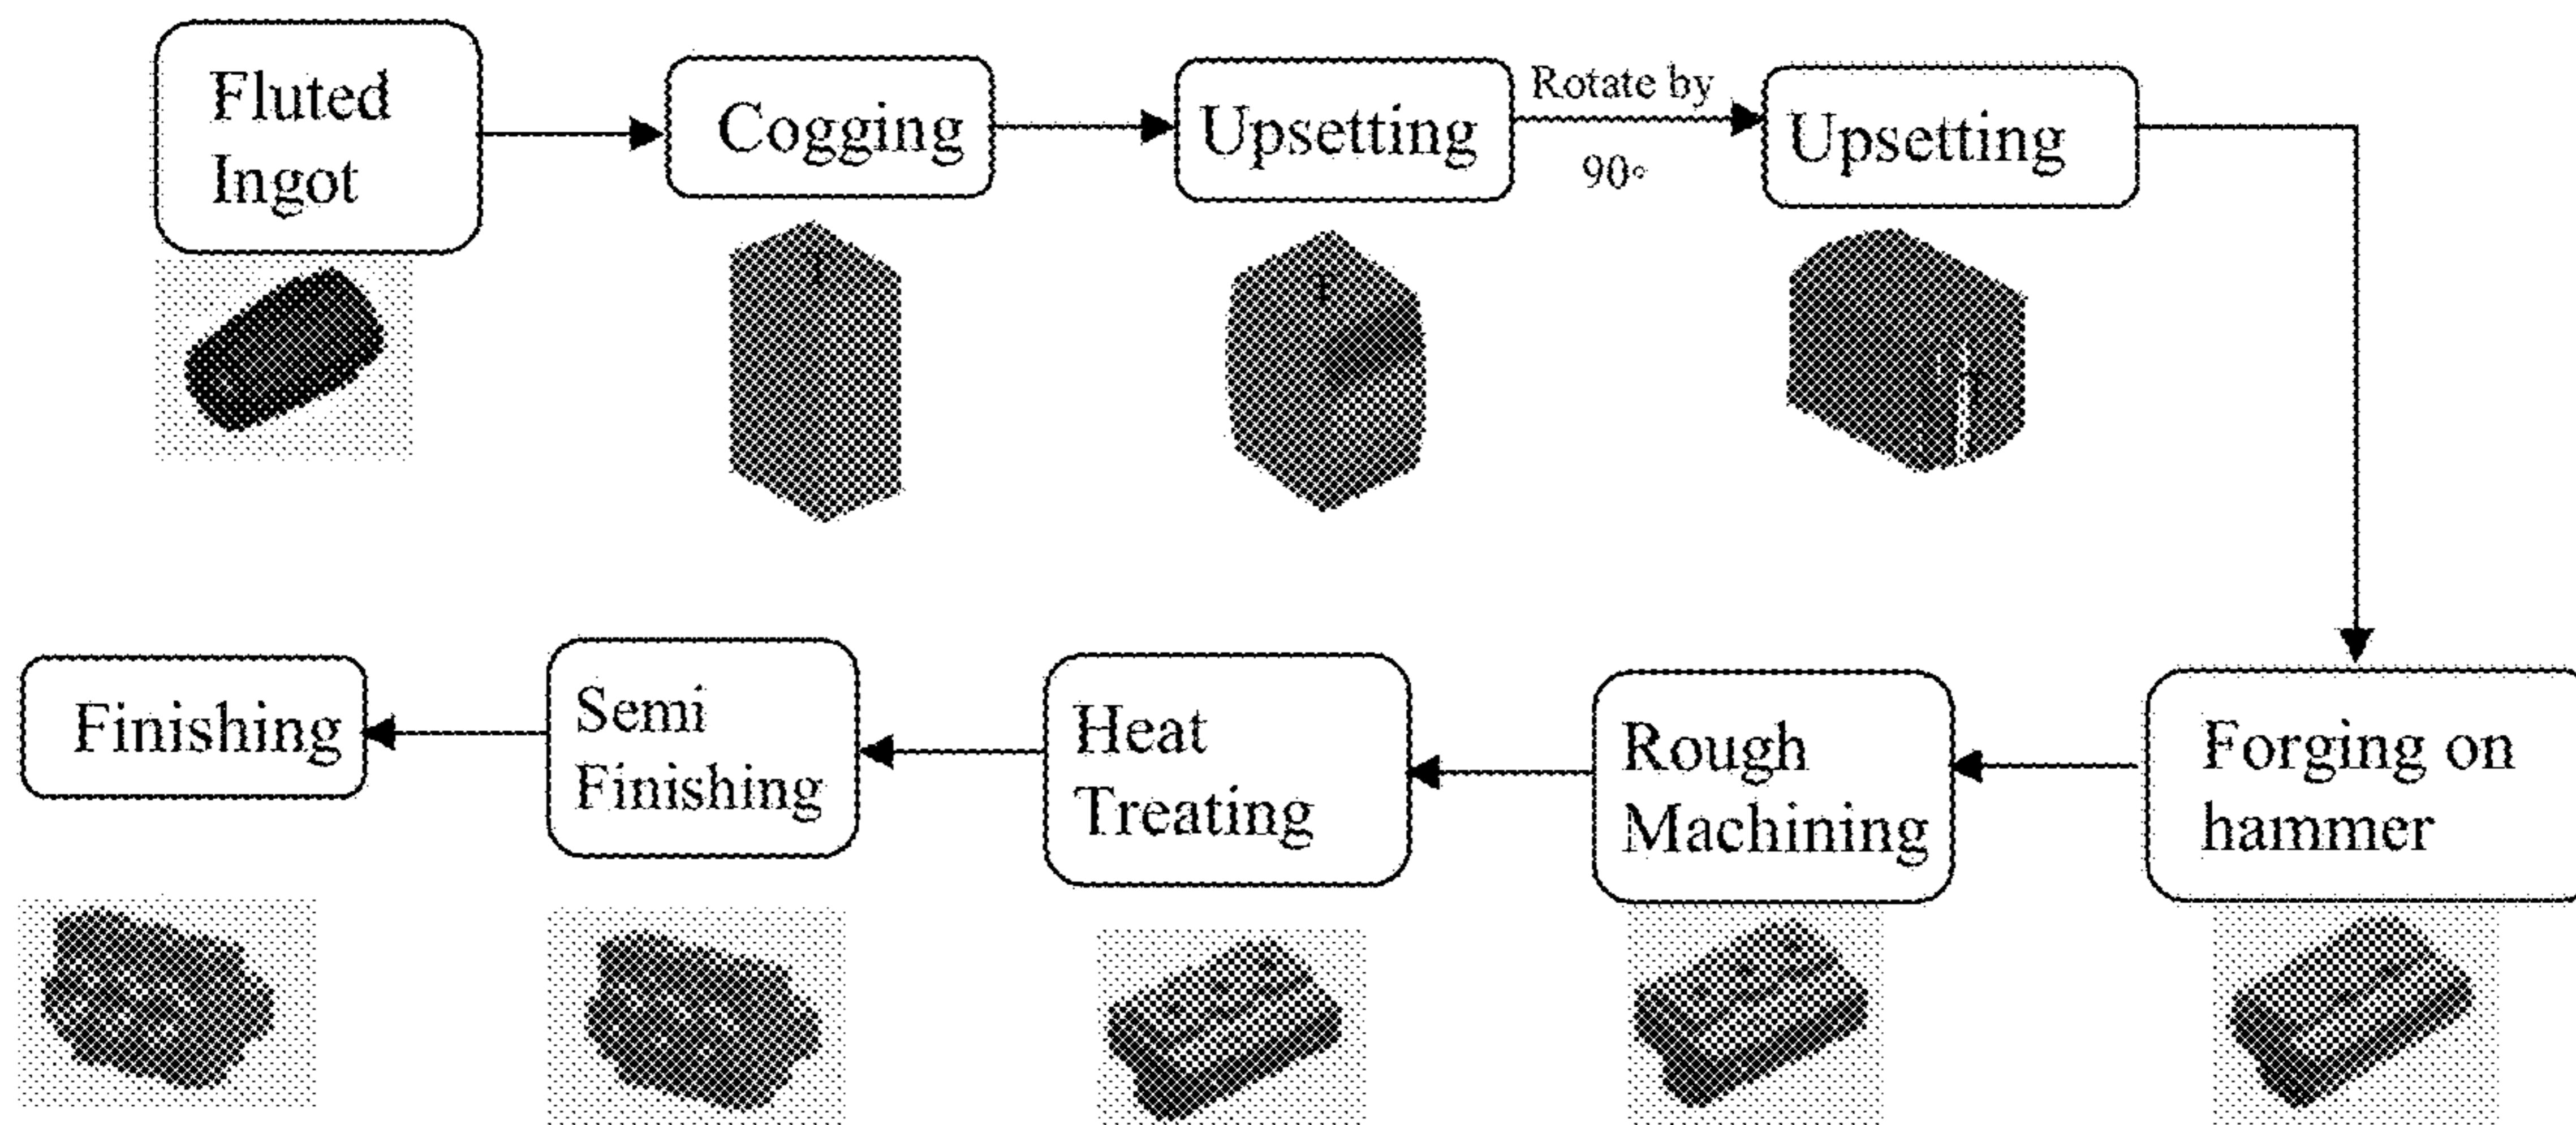 Fluted
Ingot
Cogging
Upsetting
Rotate by
90°
Upsetting
T
T
T
Finishing
Semi
Finishing
Heat
Treating
Rough
Machining
Forging on
hammer